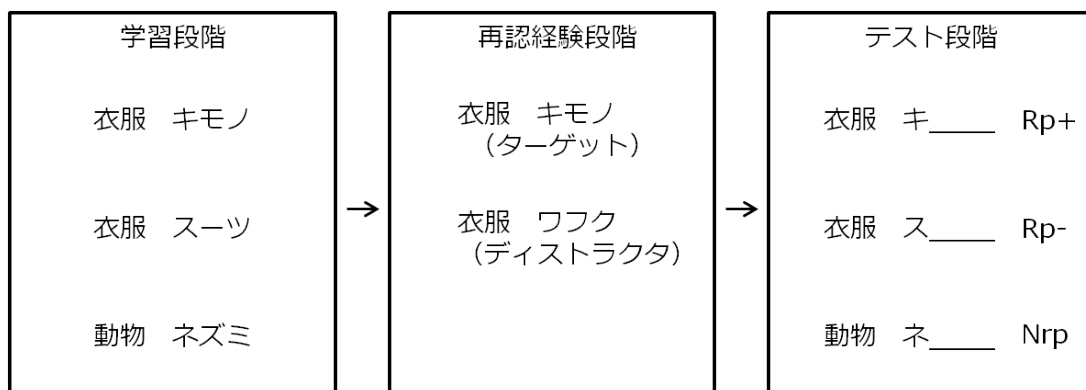 学習段階
衣服 キモノ
衣服 スーツ
動物 ネズミ
→
再認経験段階
衣服 キモノ
（ターゲット）
衣服 ワフク
（ディストラクタ）
→
テスト段階
衣服 キ____ Rp+
衣服 ス____ Rp-
動物 ネ____ Nrp